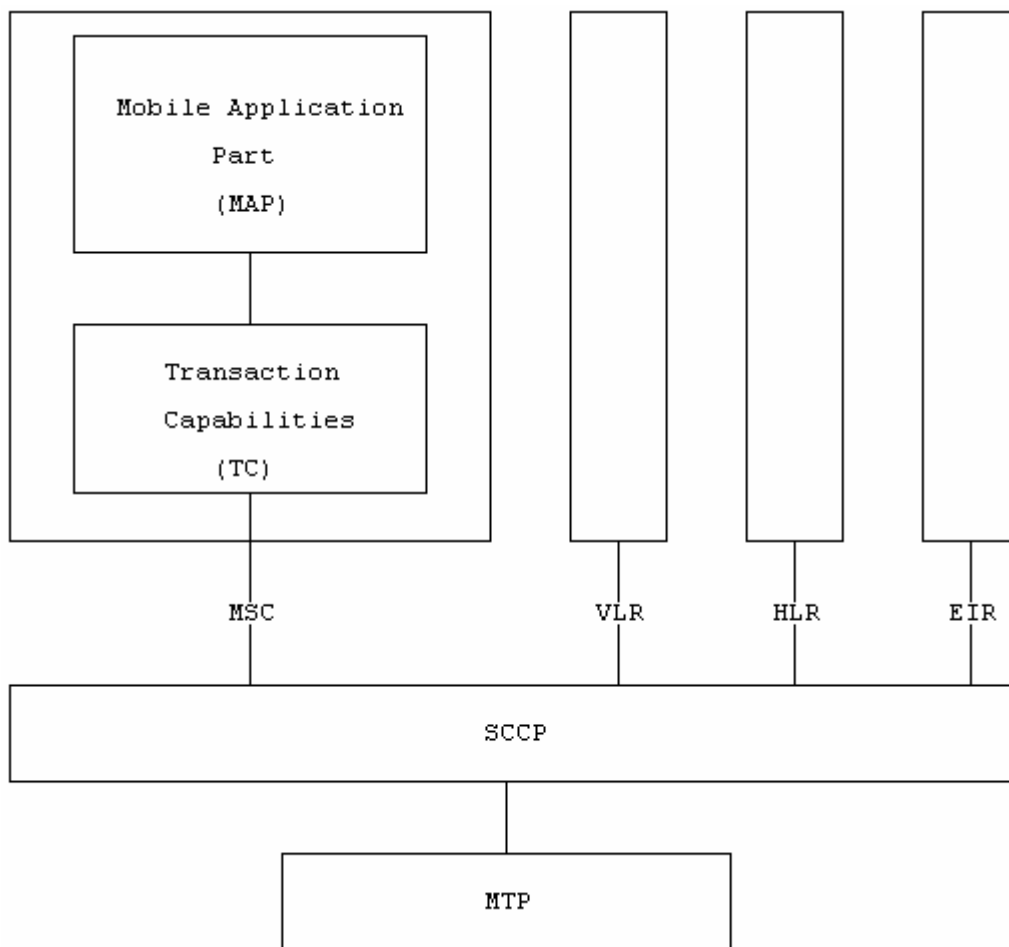 Mobile Application
Part
(MAP)
Transaction
Capabilities
(TC)
MSC
VLR
HLR
EIR
SCCP
MTP